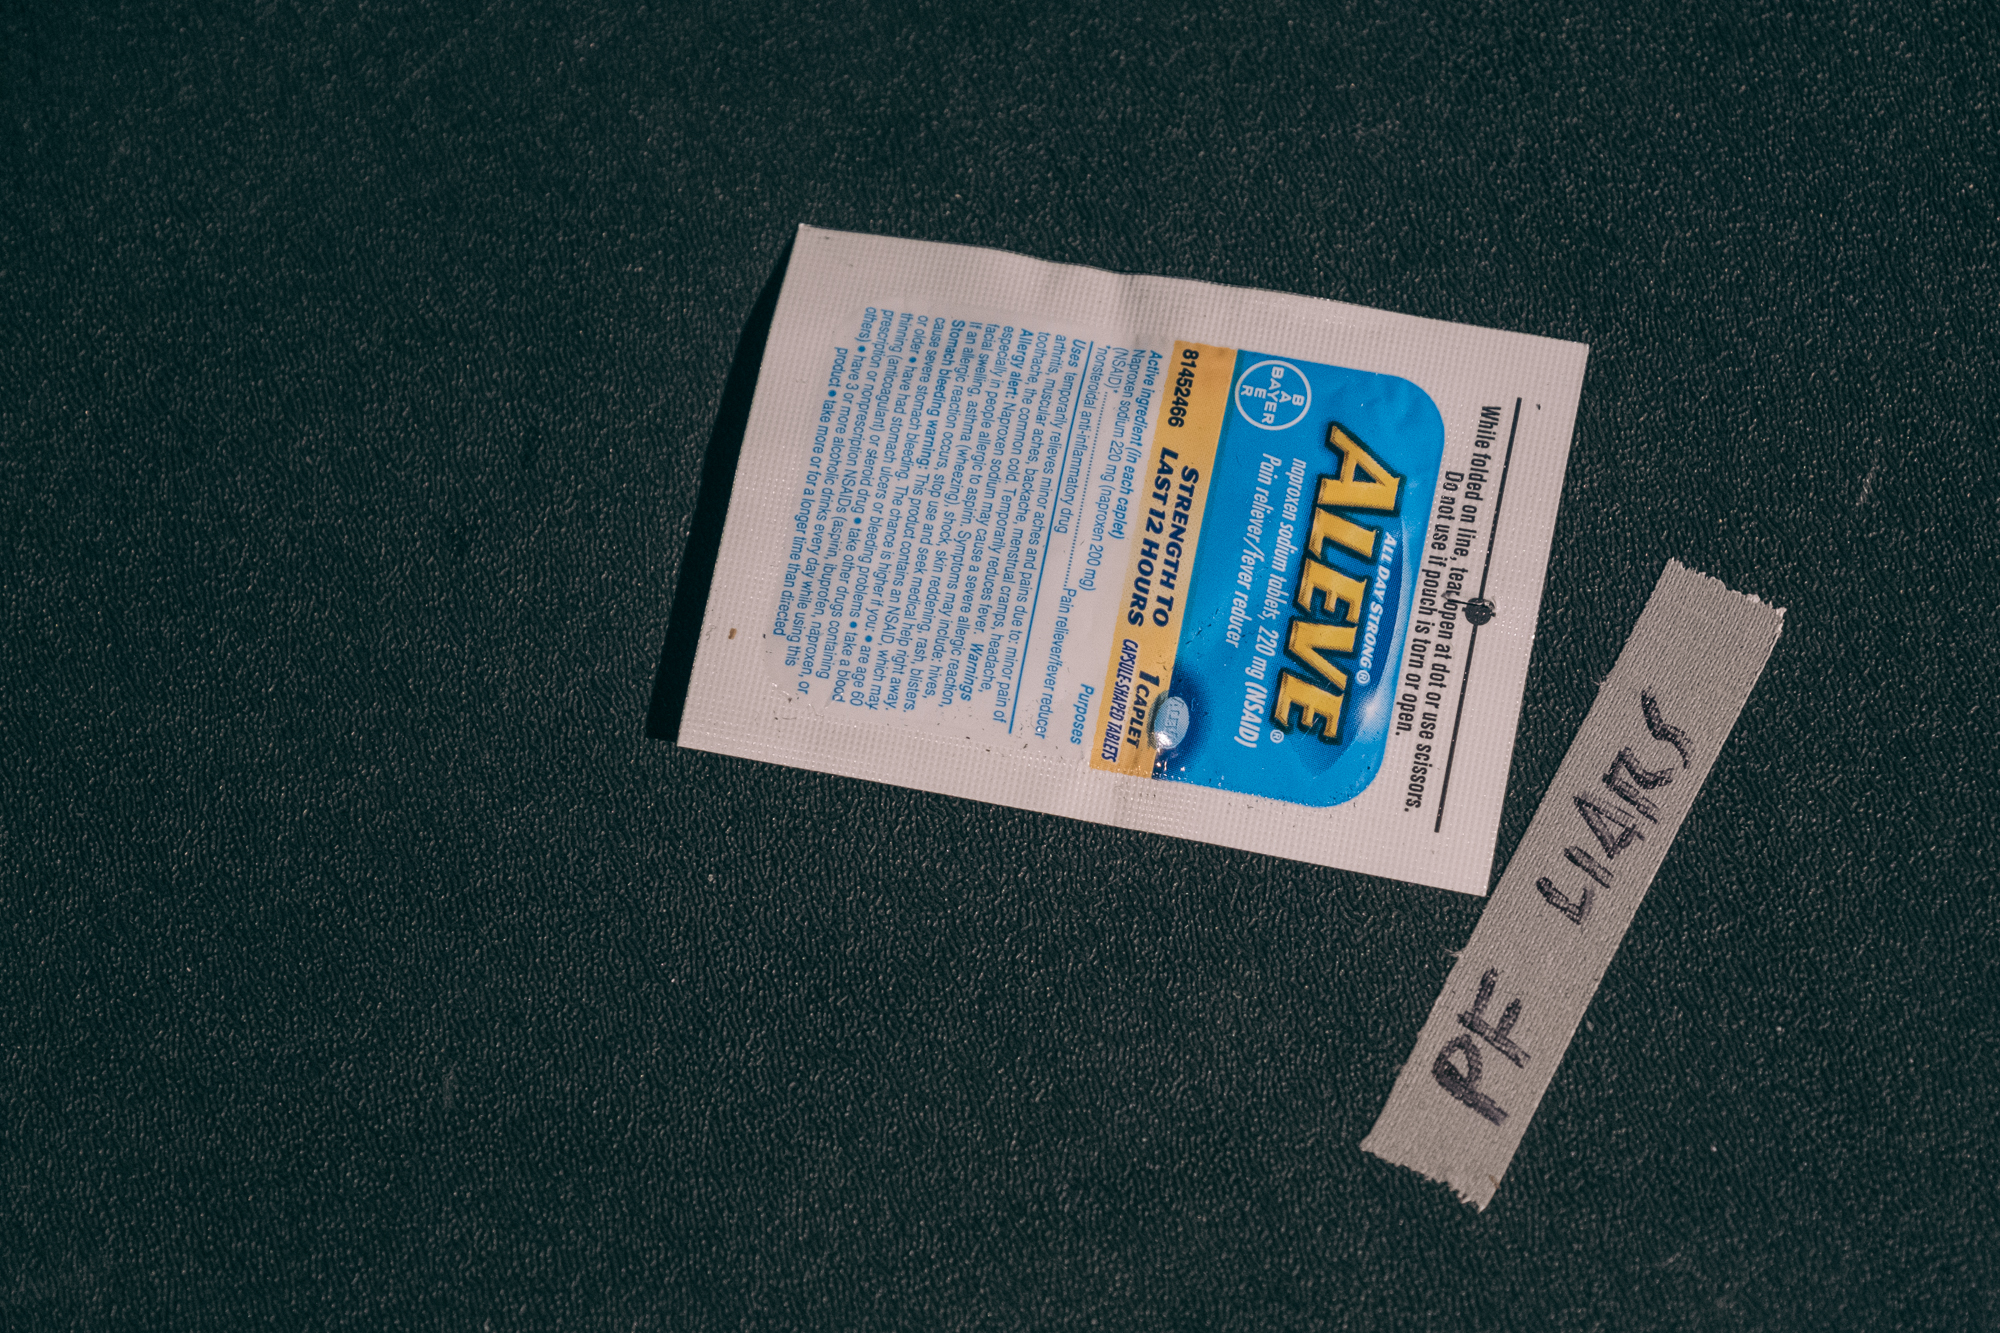 While folded on line, tear open at dot or use scissors.
Do not use if pouch is torn or open.
ALL DAY STRONG®
ALEVE®
naproxen sodium tablets, 220 mg (NSAID)
Pain reliever/fever reducer
BAYER
BAYER
81452466
STRENGTH TO
LAST 12 HOURS
1 CAPLET
CAPSULE-SHAPED TABLETS
Active ingredient (in each caplet) Purposes
Naproxen sodium 220 mg (naproxen 200 mg)
(NSAID)*..........................Pain reliever/fever reducer
*nonsteroidal anti-inflammatory drug
Uses temporarily relieves minor aches and pains due to: minor pain of
arthritis, muscular aches, backache, menstrual cramps, headache,
toothache, the common cold. Temporarily reduces fever. Warnings
Allergy alert: Naproxen sodium may cause a severe allergic reaction,
especially in people allergic to aspirin. Symptoms may include: hives,
facial swelling, asthma (wheezing), shock, skin reddening, rash, blisters.
If an allergic reaction occurs, stop use and seek medical help right away.
Stomach bleeding warning: This product contains an NSAID, which may
cause severe stomach bleeding. The chance is higher if you: • are age 60
or older • have had stomach ulcers or bleeding problems • take a blood
thinning (anticoagulant) or steroid drug • take other drugs containing
prescription or nonprescription NSAIDs (aspirin, ibuprofen, naproxen, or
others) • have 3 or more alcoholic drinks every day while using this
product • take more or for a longer time than directed
PF LIARS